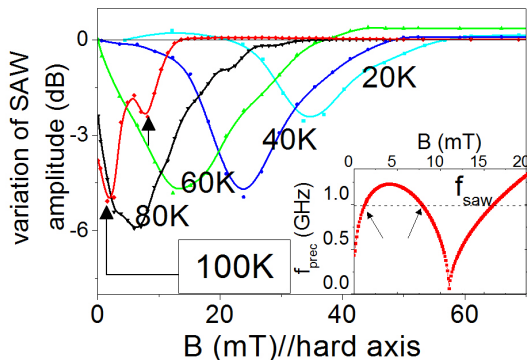 variation of SAW
amplitude (dB)
0
-3
-6
20K
40K
60K
80K
100K
0
20
40
60
B (mT)//hard axis
B (mT)
0
5
10
15
20
f_saw
f_prec (GHz)
1.0
0.5
0.0